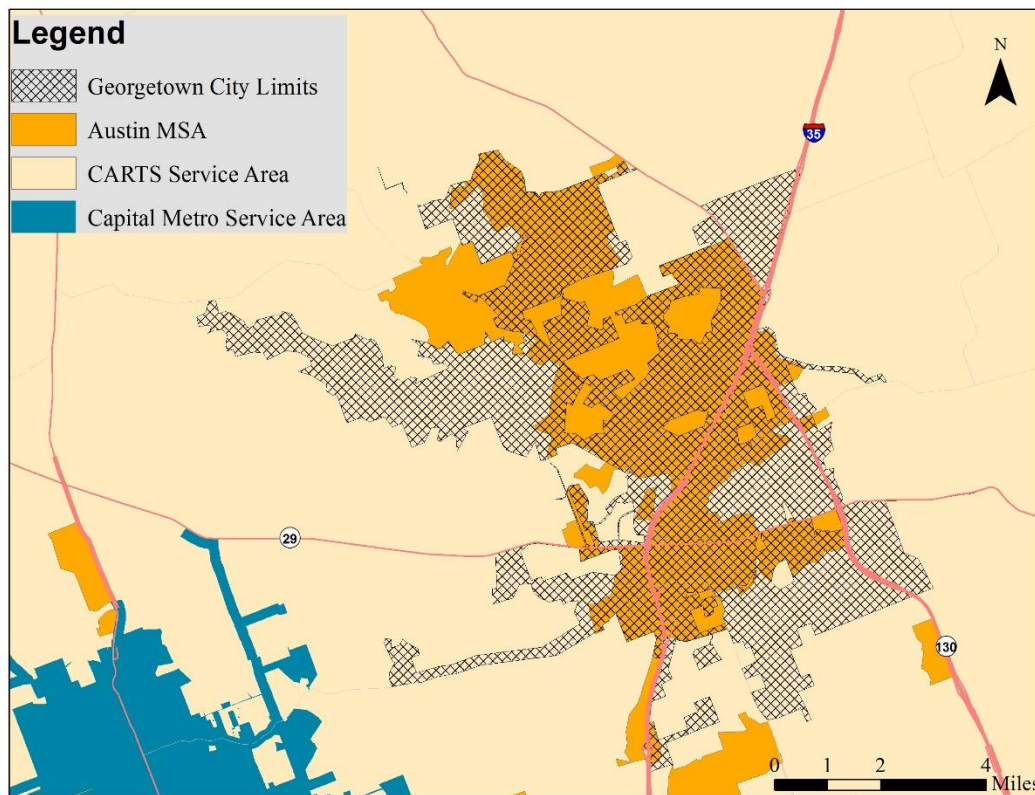 Legend
Georgetown City Limits
Austin MSA
CARTS Service Area
Capital Metro Service Area
N
35
29
130
0 1 2 4
Miles